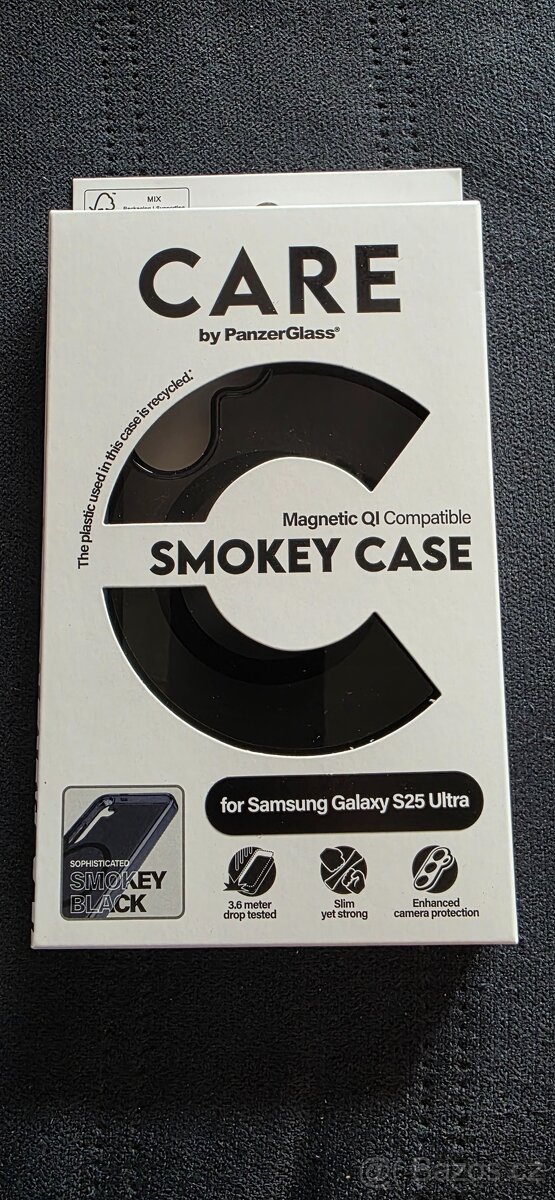 MIX
CARE
by PanzerGlass®
The plastic used in this case is recycled.*
Magnetic QI Compatible
SMOKEY CASE
for Samsung Galaxy S25 Ultra
SOPHISTICATED
SMOKEY
BLACK
3.6 meter
drop tested
Slim
yet strong
Enhanced
camera protection
Bazos.cz